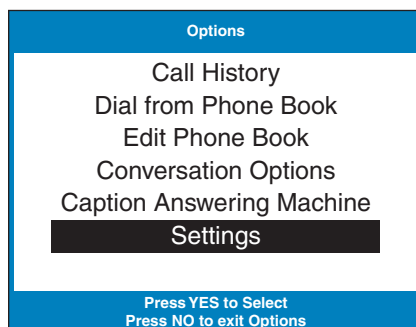 Options
Call History
Dial from Phone Book
Edit Phone Book
Conversation Options
Caption Answering Machine
Settings
Press YES to Select
Press NO to exit Options